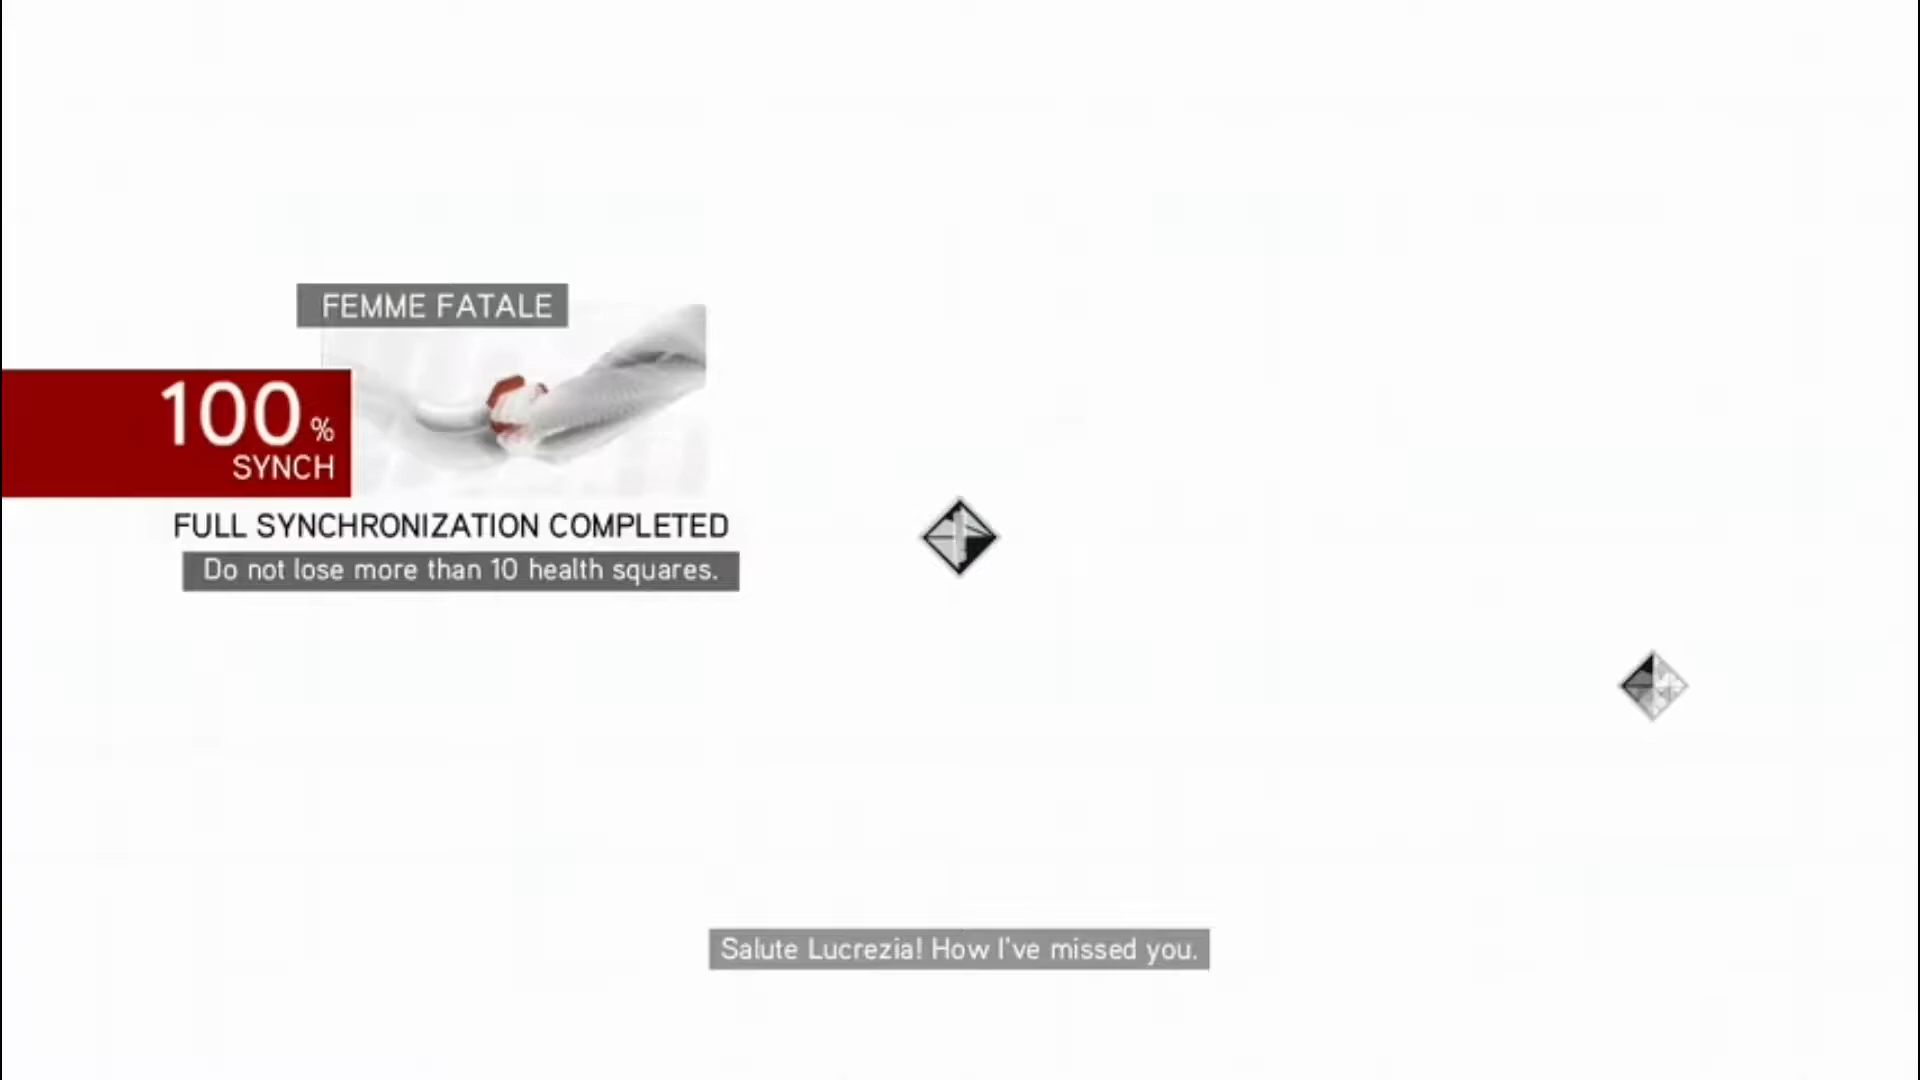 FEMME FATALE
100 %
SYNCH
FULL SYNCHRONIZATION COMPLETED
Do not lose more than 10 health squares.
Salute Lucrezia! How I've missed you.